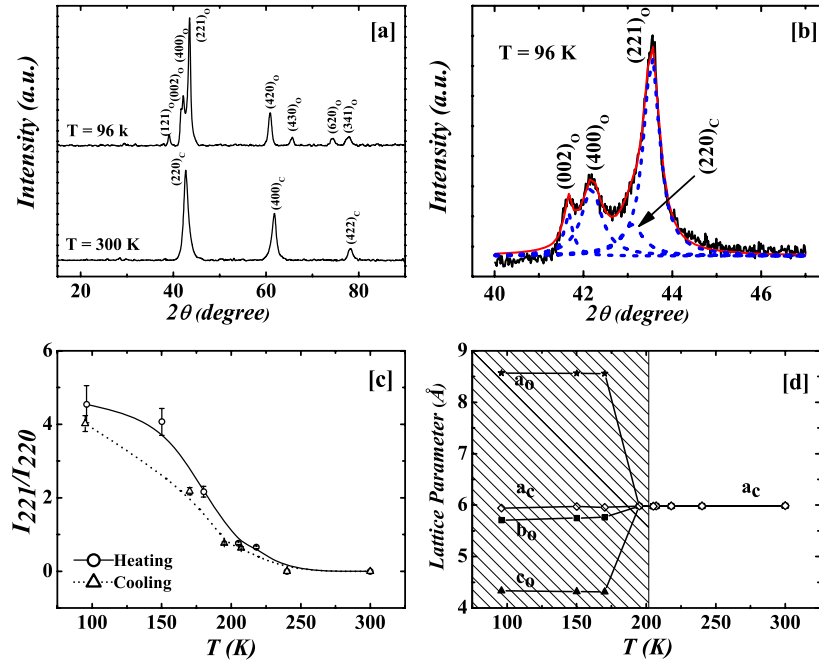 [a]
(121)O
(002)O
(400)O
(221)O
(420)O
(430)O
(620)O
(341)O
T = 96 k
(220)C
(400)C
(422)C
T = 300 K
Intensity (a.u.)
20 40 60 80
2θ (degree)
[b]
T = 96 K
(002)O
(400)O
(221)O
(220)C
Intensity (a.u.)
40 42 44 46
2θ (degree)
[c]
I221/I220
6
4
2
0
Heating
Cooling
100 150 200 250 300
T (K)
[d]
Lattice Parameter (Å)
9
8
7
6
5
4
ao
ac
bo
co
ac
50 100 150 200 250 300
T (K)